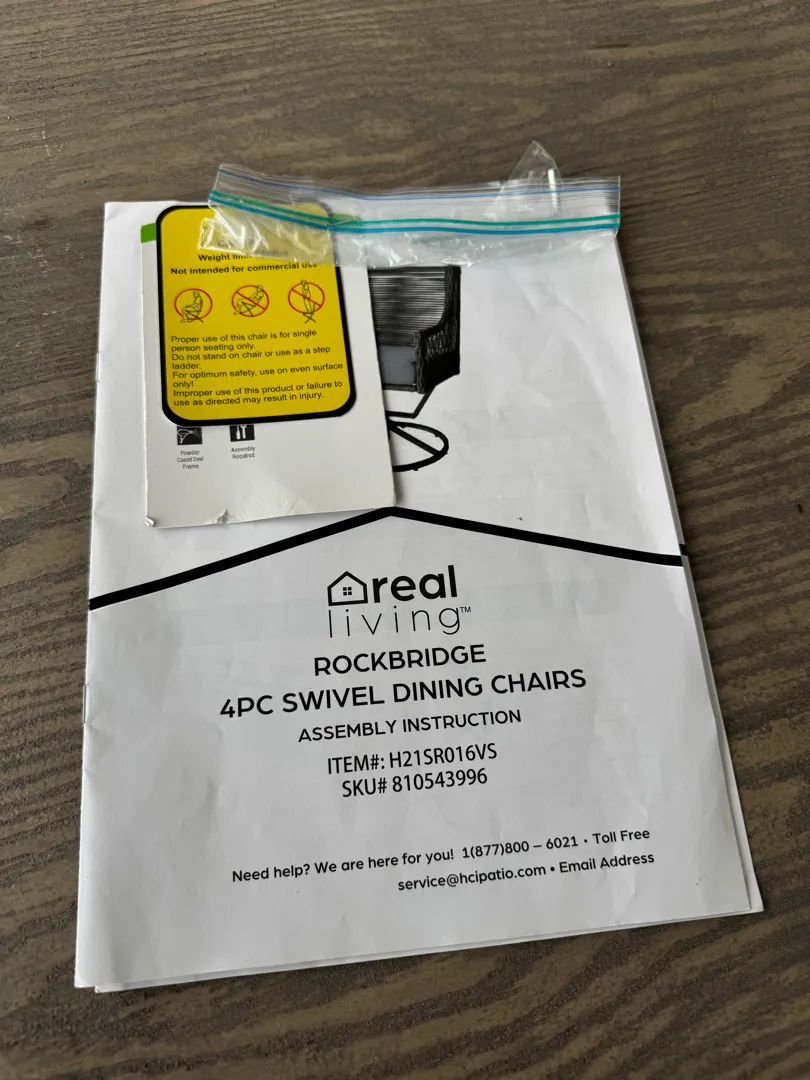 Weight
Not intended for commercial use
Proper use of this chair is for single
person seating only.
Do not stand on chair or use as a step
ladder.
For optimum safety, use on even surface
only!
Improper use of this product or failure to
use as directed may result in injury.
Powder
Coated Steel
Frame
Assembly
Required
real
living™
ROCKBRIDGE
4PC SWIVEL DINING CHAIRS
ASSEMBLY INSTRUCTION
ITEM#: H21SR016VS
SKU# 810543996
Need help? We are here for you! 1(877)800 – 6021 • Toll Free
service@hcipatio.com • Email Address